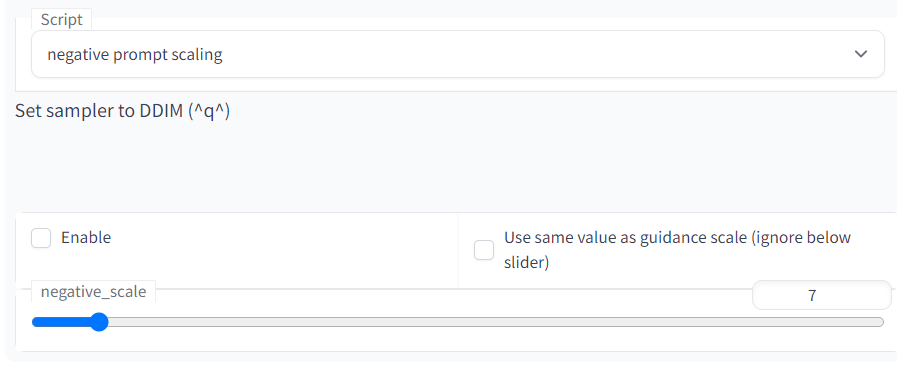 Script
negative prompt scaling
Set sampler to DDIM (^q^)
Enable
Use same value as guidance scale (ignore below
slider)
negative_scale
7